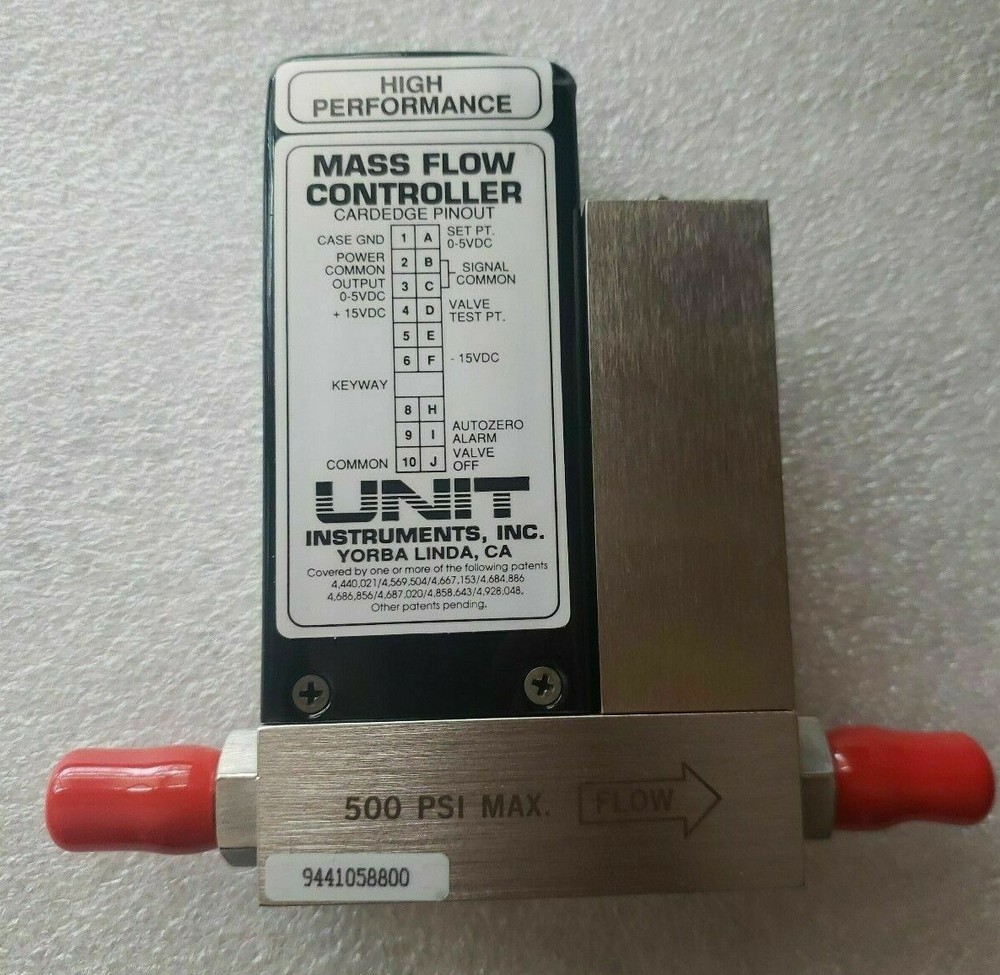 HIGH
PERFORMANCE
MASS FLOW
CONTROLLER
CARDEDGE PINOUT
CASE GND 1 A SET PT. 0-5VDC
POWER COMMON 2 B SIGNAL COMMON
OUTPUT 0-5VDC 3 C
+ 15VDC 4 D VALVE TEST PT.
5 E
6 F - 15VDC
KEYWAY
8 H
9 I AUTOZERO ALARM
COMMON 10 J VALVE OFF
UNIT
INSTRUMENTS, INC.
YORBA LINDA, CA
Covered by one or more of the following patents
4,440,021/4,569,504/4,667,153/4,684,886
4,686,856/4,687,020/4,858,643/4,928,048.
Other patents pending.
500 PSI MAX. FLOW
9441058800